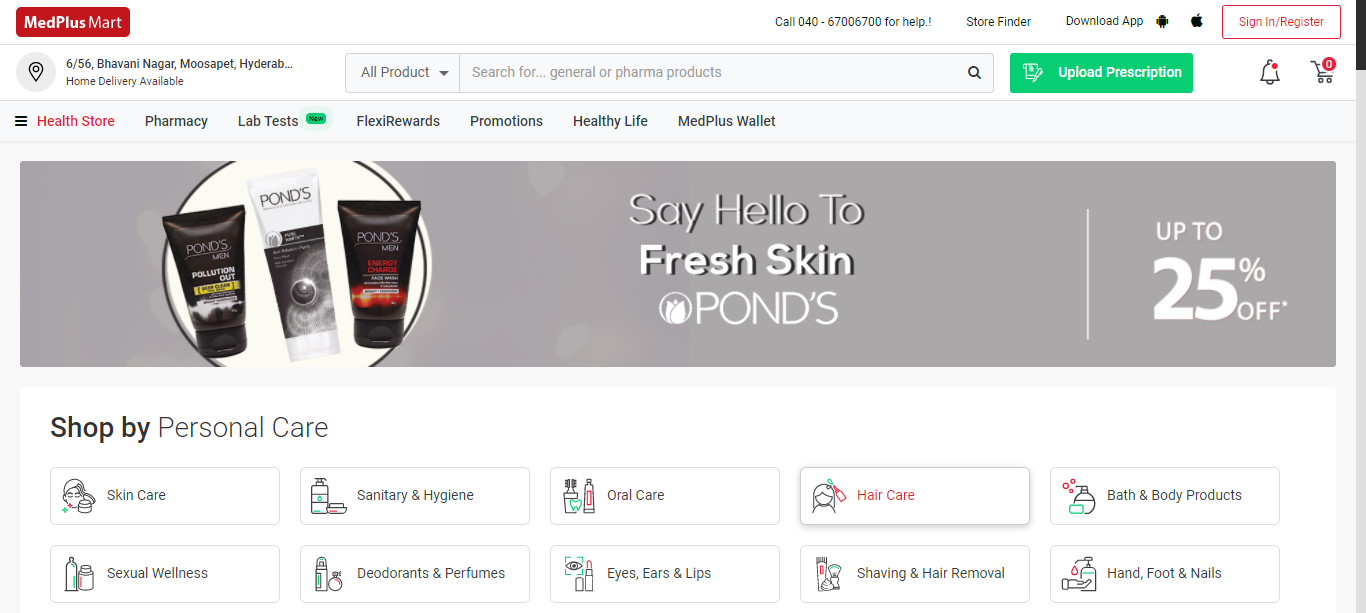 MedPlus Mart
Call 040 - 67006700 for help.!
Store Finder
Download App
Sign In/Register
6/56, Bhavani Nagar, Moosapet, Hyderab...
Home Delivery Available
All Product
Search for... general or pharma products
Upload Prescription
0
Health Store
Pharmacy
Lab Tests
New
FlexiRewards
Promotions
Healthy Life
MedPlus Wallet
POND'S
MEN
POLLUTION
OUT
DEEP CLEAN
POND'S
PURE
WHITE
POND'S
MEN
ENERGY
CHARGE
FACE WASH
Say Hello To
Fresh Skin
POND'S
UP TO
25%
OFF*
Shop by Personal Care
Skin Care
Sanitary & Hygiene
Oral Care
Hair Care
Bath & Body Products
Sexual Wellness
Deodorants & Perfumes
Eyes, Ears & Lips
Shaving & Hair Removal
Hand, Foot & Nails